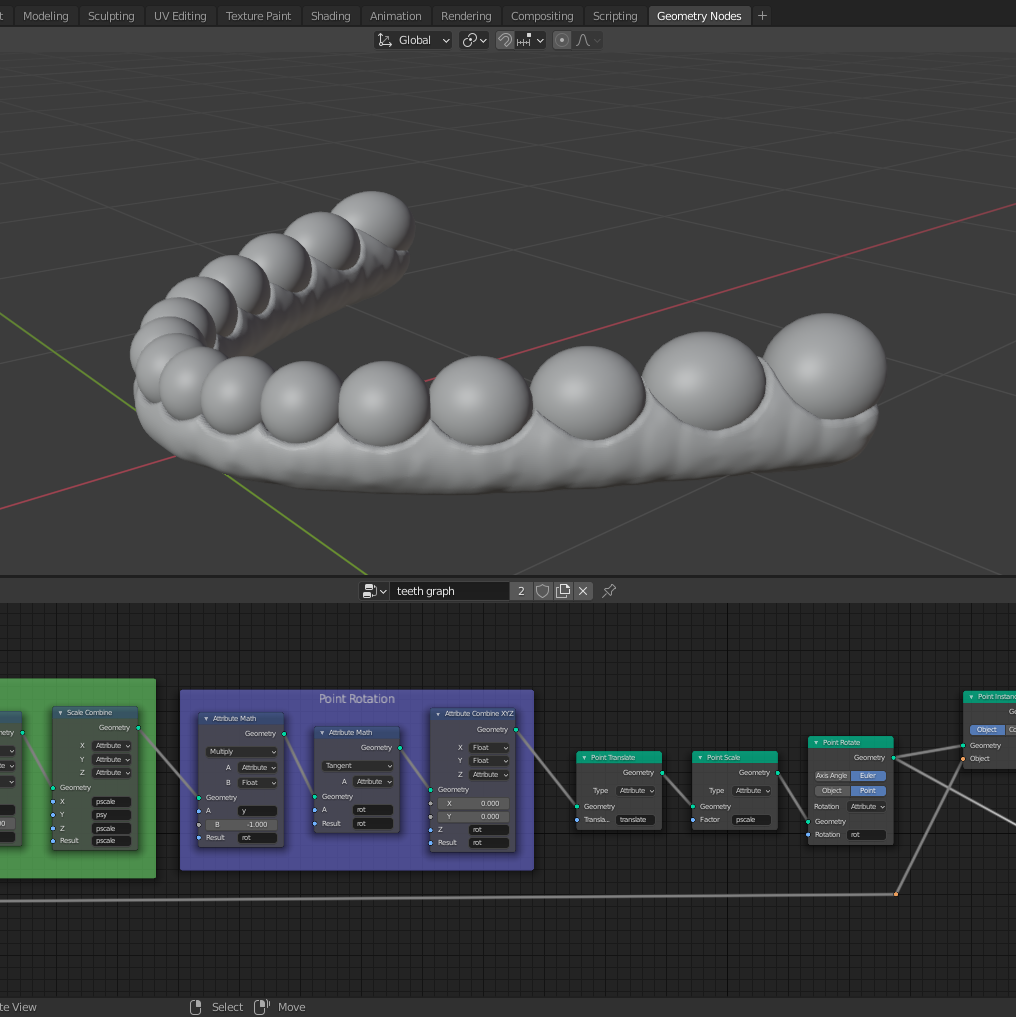 Modeling
Sculpting
UV Editing
Texture Paint
Shading
Animation
Rendering
Compositing
Scripting
Geometry Nodes
+
Global
teeth graph
2
Scale Combine
Geometry
X Attribute
Y Attribute
Z Attribute
Geometry
X pscale
Y psy
Z pscale
Result pscale
Point Rotation
Attribute Math
Geometry
Multiply
A Attribute
B Float
Geometry
A y
B -1.000
Result rot
Attribute Math
Geometry
Tangent
A Attribute
Geometry
A rot
Result rot
Attribute Combine XYZ
Geometry
X Float
Y Float
Z Attribute
Geometry
X 0.000
Y 0.000
Z rot
Result rot
Point Translate
Geometry
Type Attribute
Geometry
Transla... translate
Point Scale
Geometry
Type Attribute
Geometry
Factor pscale
Point Rotate
Geometry
Axis Angle Euler
Object Point
Rotation Attribute
Geometry
Rotation rot
Point Instanc
Ge
Object Co
Geometry
Object
te View
Select
Move